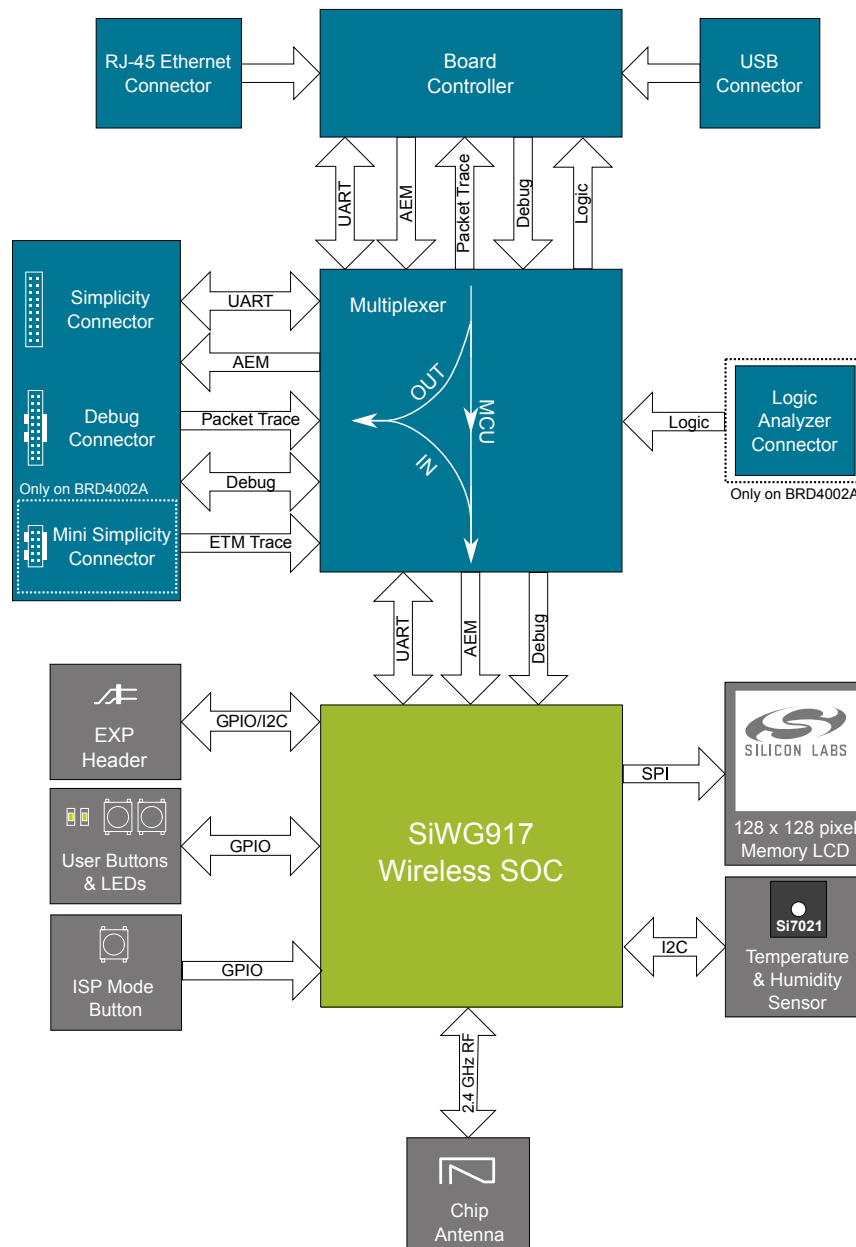 RJ-45 Ethernet
Connector
Board
Controller
USB
Connector
UART
AEM
Packet Trace
Debug
Logic
Simplicity
Connector
Debug
Connector
Only on BRD4002A
Mini Simplicity
Connector
UART
AEM
Packet Trace
Debug
ETM Trace
Multiplexer
OUT
MCU
IN
Logic
Logic
Analyzer
Connector
Only on BRD4002A
UART
AEM
Debug
EXP
Header
GPIO/I2C
User Buttons
& LEDs
GPIO
ISP Mode
Button
GPIO
SiWG917
Wireless SOC
SPI
SILICON LABS
128 x 128 pixel
Memory LCD
I2C
Si7021
Temperature
& Humidity
Sensor
2.4 GHz RF
Chip
Antenna